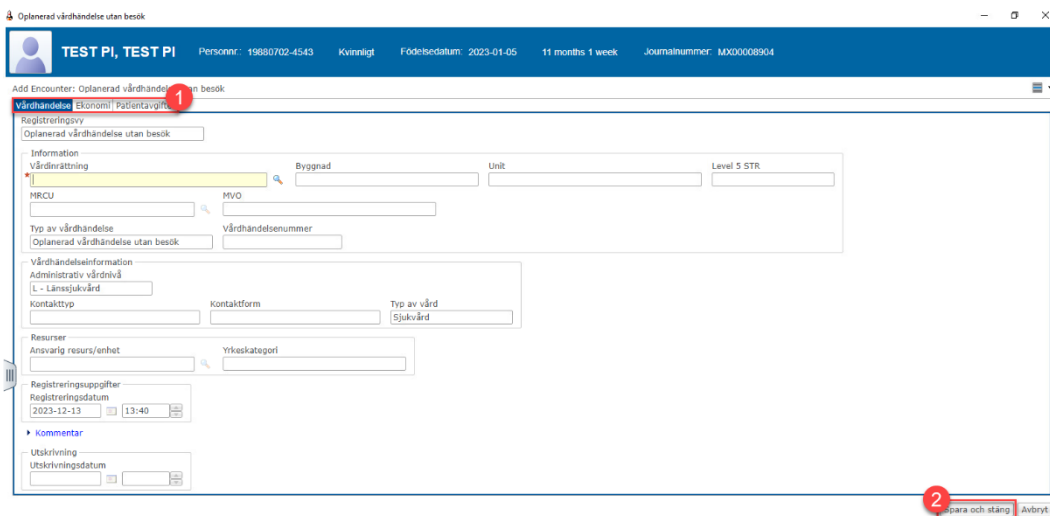 Oplanerad vårdhändelse utan besök
TEST PI, TEST PI Personnr.: 19880702-4543 Kvinnligt Födelsedatum: 2023-01-05 11 months 1 week Journalnummer: MX00008904
Add Encounter: Oplanerad vårdhändel an besök
1
Vårdhändelse Ekonomi Patientavgift
Registreringsvy
Oplanerad vårdhändelse utan besök
Information
Vårdinrättning Byggnad Unit Level 5 STR
*
MRCU MVO
Typ av vårdhändelse Vårdhändelsenummer
Oplanerad vårdhändelse utan besök
Vårdhändelseinformation
Administrativ vårdnivå
L - Länssjukvård
Kontakttyp Kontaktform Typ av vård
Sjukvård
Resurser
Ansvarig resurs/enhet Yrkeskategori
Registreringsuppgifter
Registreringsdatum
2023-12-13 13:40
Kommentar
Utskrivning
Utskrivningsdatum
2
Spara och stäng Avbryt